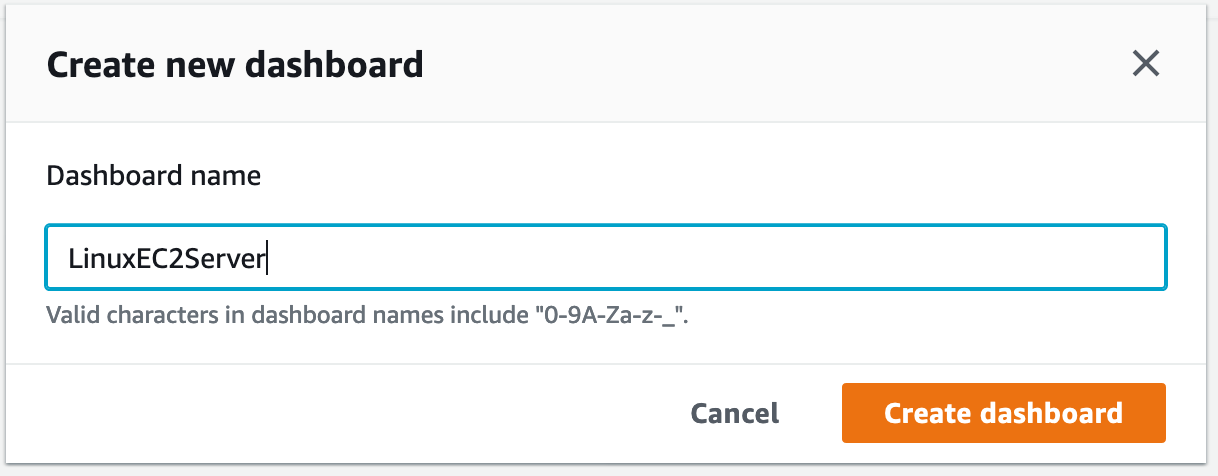 Create new dashboard
Dashboard name
LinuxEC2Server
Valid characters in dashboard names include "0-9A-Za-z-_".
Cancel
Create dashboard